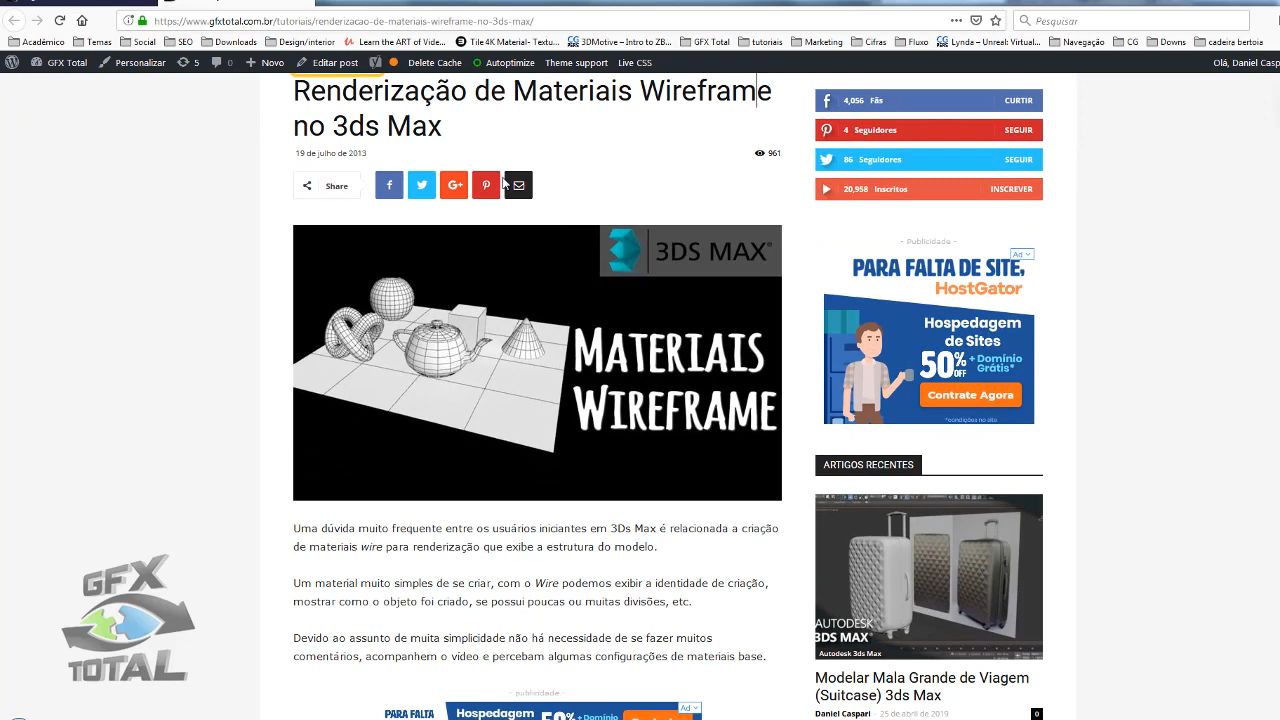 https://www.gfxtotal.com.br/tutoriais/renderizacao-de-materiais-wireframe-no-3ds-max/
Pesquisar
Acadêmico
Temas
Social
SEO
Downloads
Design/interior
Learn the ART of Vide...
Tile 4K Material - Textu...
3DMotive – Intro to ZB...
GFX Total
tutoriais
Marketing
Cifras
Fluxo
Lynda – Unreal: Virtual...
Navegação
CG
Downs
cadeira bertoia
GFX Total
Personalizar
5
0
Novo
Editar post
Delete Cache
Autoptimize
Theme support
Live CSS
Olá, Daniel Casp
Renderização de Materiais Wireframe
no 3ds Max
19 de julho de 2013
961
Share
G+
3DS MAX®
MATERIAIS
WIREFRAME
Uma dúvida muito frequente entre os usuários iniciantes em 3Ds Max é relacionada a criação
de materiais wire para renderização que exibe a estrutura do modelo.
Um material muito simples de se criar, com o Wire podemos exibir a identidade de criação,
mostrar como o objeto foi criado, se possui poucas ou muitas divisões, etc.
Devido ao assunto de muita simplicidade não há necessidade de se fazer muitos
comentários, acompanhem o vídeo e percebam algumas configurações de materiais base.
- publicidade -
PARA FALTA
Hospedagem
50%
Ad
4,056 Fãs
CURTIR
4 Seguidores
SEGUIR
86 Seguidores
SEGUIR
20,958 Inscritos
INSCREVER
- Publicidade -
Ad
PARA FALTA DE SITE,
HostGator
Hospedagem
de Sites
50% OFF
+ Domínio
Grátis*
Contrate Agora
*condições no site
ARTIGOS RECENTES
AUTODESK
3DS MAX
Autodesk 3ds Max
Modelar Mala Grande de Viagem
(Suitcase) 3ds Max
Daniel Caspari - 25 de abril de 2019
0
GFX
TOTAL